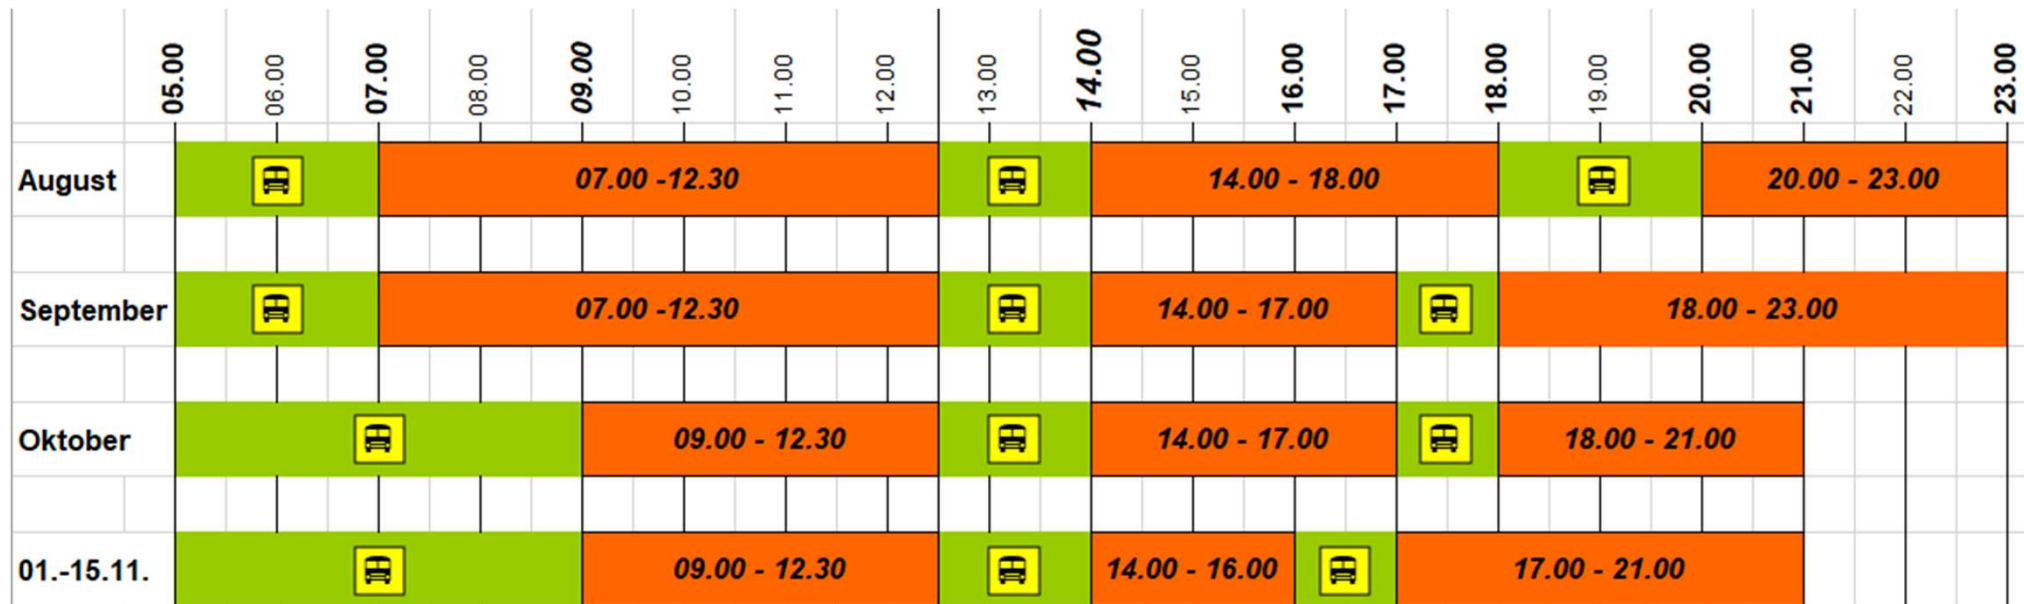 05.00 06.00 07.00 08.00 09.00 10.00 11.00 12.00 13.00 14.00 15.00 16.00 17.00 18.00 19.00 20.00 21.00 22.00 23.00
August 07.00 -12.30 14.00 - 18.00 20.00 - 23.00
September 07.00 -12.30 14.00 - 17.00 18.00 - 23.00
Oktober 09.00 - 12.30 14.00 - 17.00 18.00 - 21.00
01.-15.11. 09.00 - 12.30 14.00 - 16.00 17.00 - 21.00